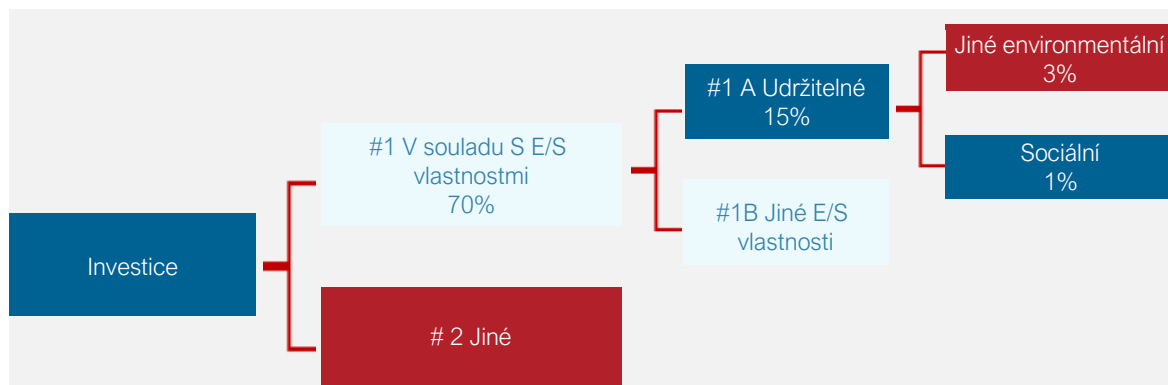 Investice
#1 V souladu S E/S
vlastnostmi
70%
# 2 Jiné
#1 A Udržitelné
15%
#1B Jiné E/S
vlastnosti
Jiné environmentální
3%
Sociální
1%